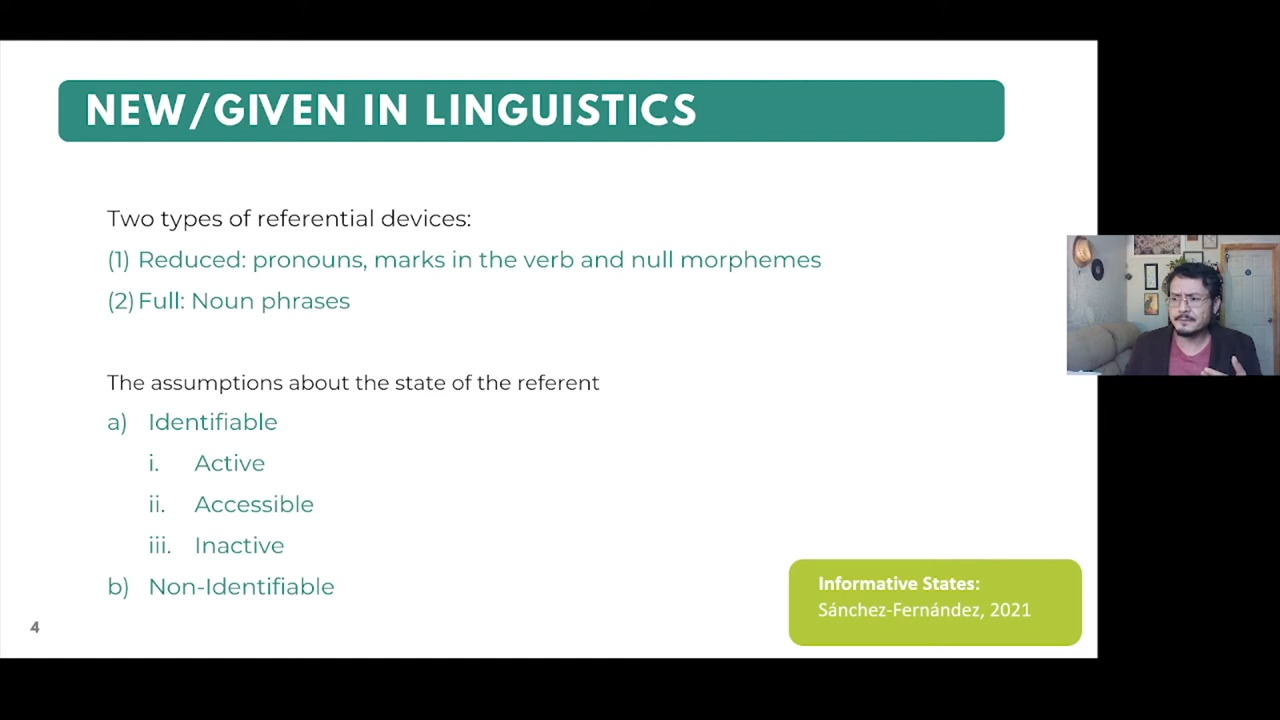 NEW/GIVEN IN LINGUISTICS
Two types of referential devices:
(1) Reduced: pronouns, marks in the verb and null morphemes
(2) Full: Noun phrases
The assumptions about the state of the referent
a) Identifiable
i. Active
ii. Accessible
iii. Inactive
b) Non-Identifiable
Informative States:
Sánchez-Fernández, 2021
4